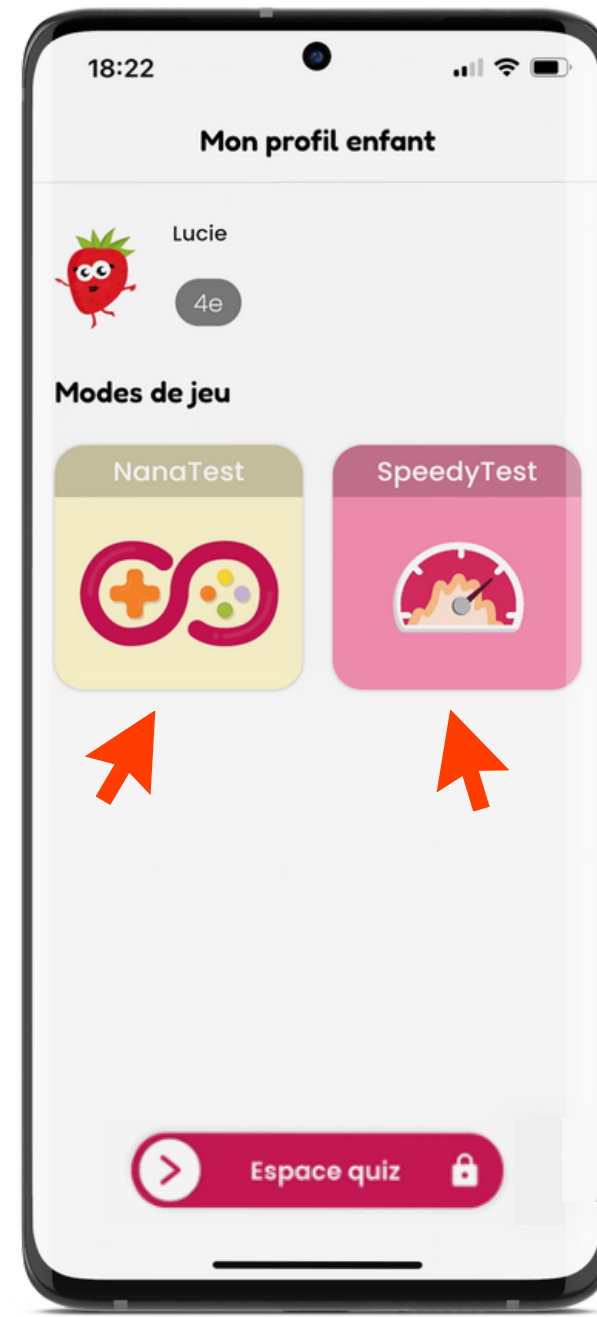 18:22
Mon profil enfant
Lucie
4e
Modes de jeu
NanaTest
SpeedyTest
Espace quiz